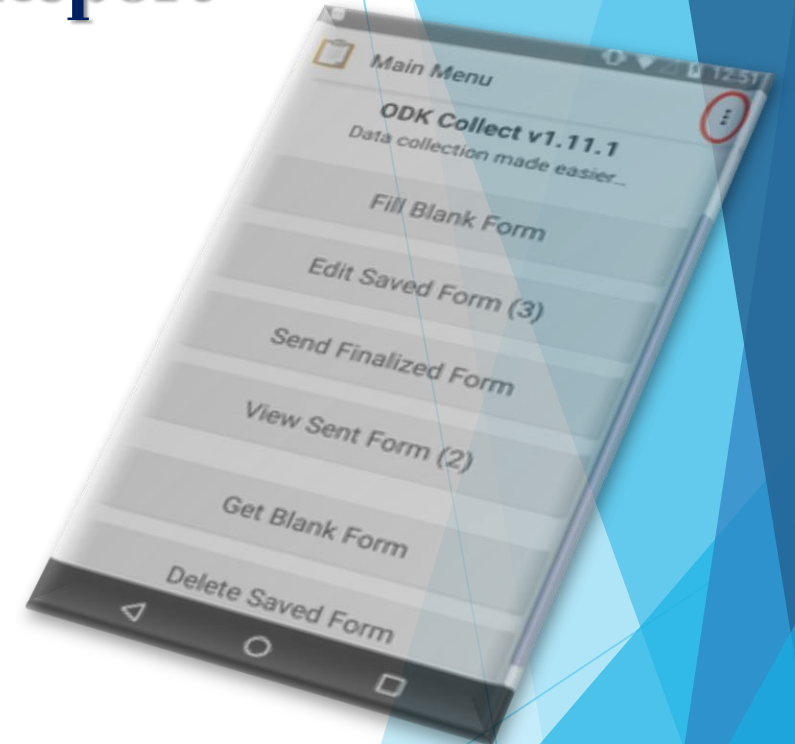 12:51
Main Menu
ODK Collect v1.11.1
Data collection made easier...
Fill Blank Form
Edit Saved Form (3)
Send Finalized Form
View Sent Form (2)
Get Blank Form
Delete Saved Form